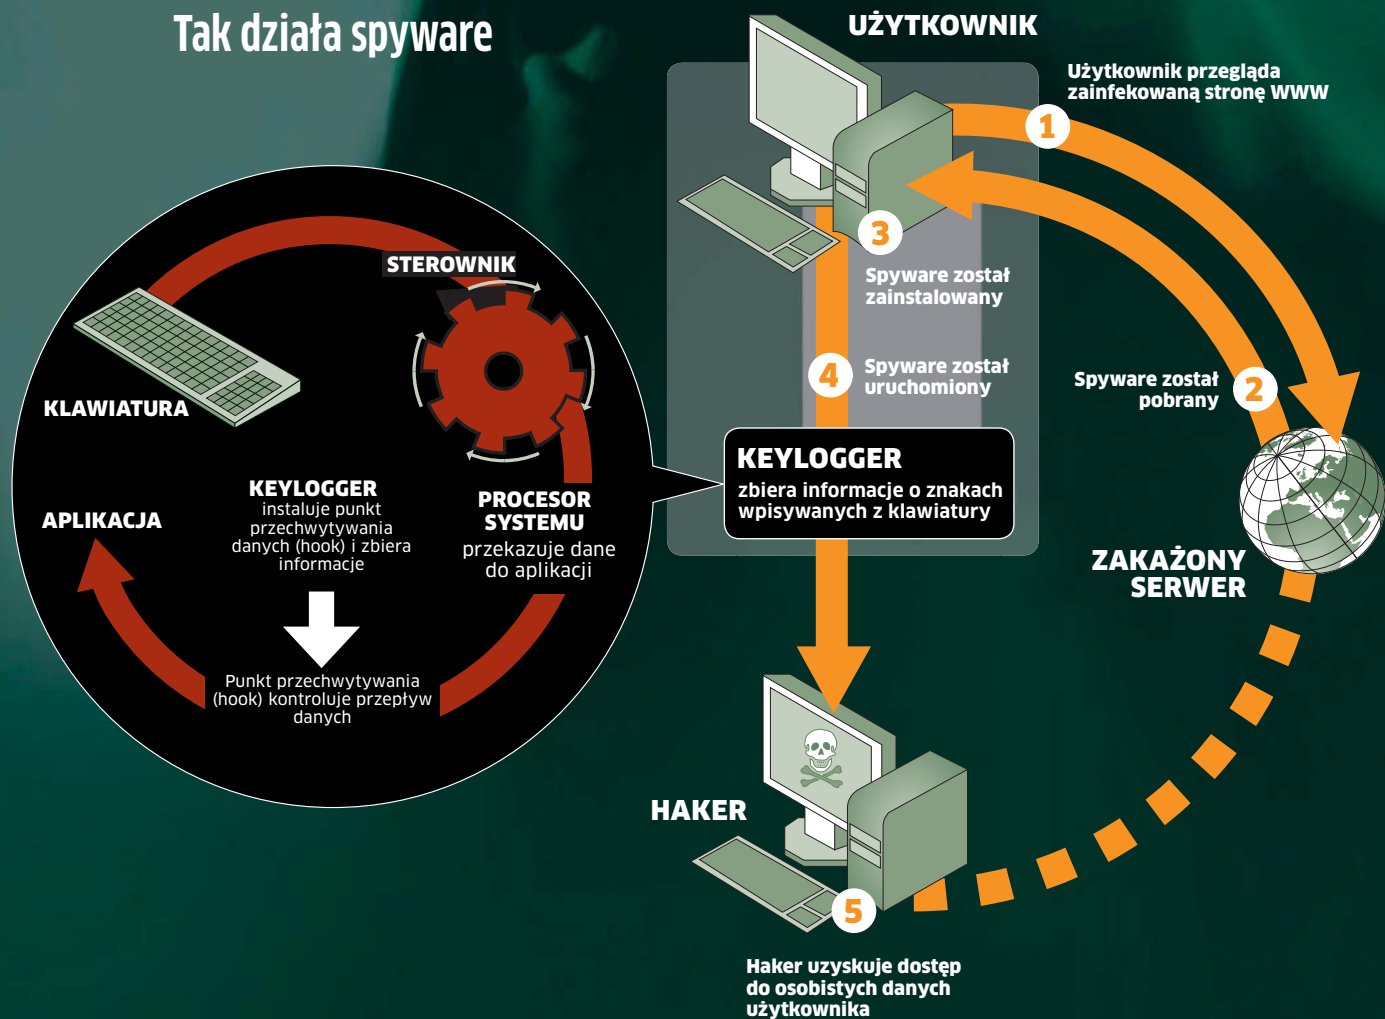 Tak działa spyware
UŻYTKOWNIK
Użytkownik przegląda
zainfekowaną stronę WWW
1
3
Spyware został
zainstalowany
4
Spyware został
uruchomiony
Spyware został
pobrany
2
KEYLOGGER
zbiera informacje o znakach
wpisywanych z klawiatury
ZAKAŻONY
SERWER
HAKER
5
Haker uzyskuje dostęp
do osobistych danych
użytkownika
STEROWNIK
KLAWIATURA
APLIKACJA
KEYLOGGER
instaluje punkt
przechwytywania
danych (hook) i zbiera
informacje
PROCESOR
SYSTEMU
przekazuje dane
do aplikacji
Punkt przechwytywania
(hook) kontroluje przepływ
danych